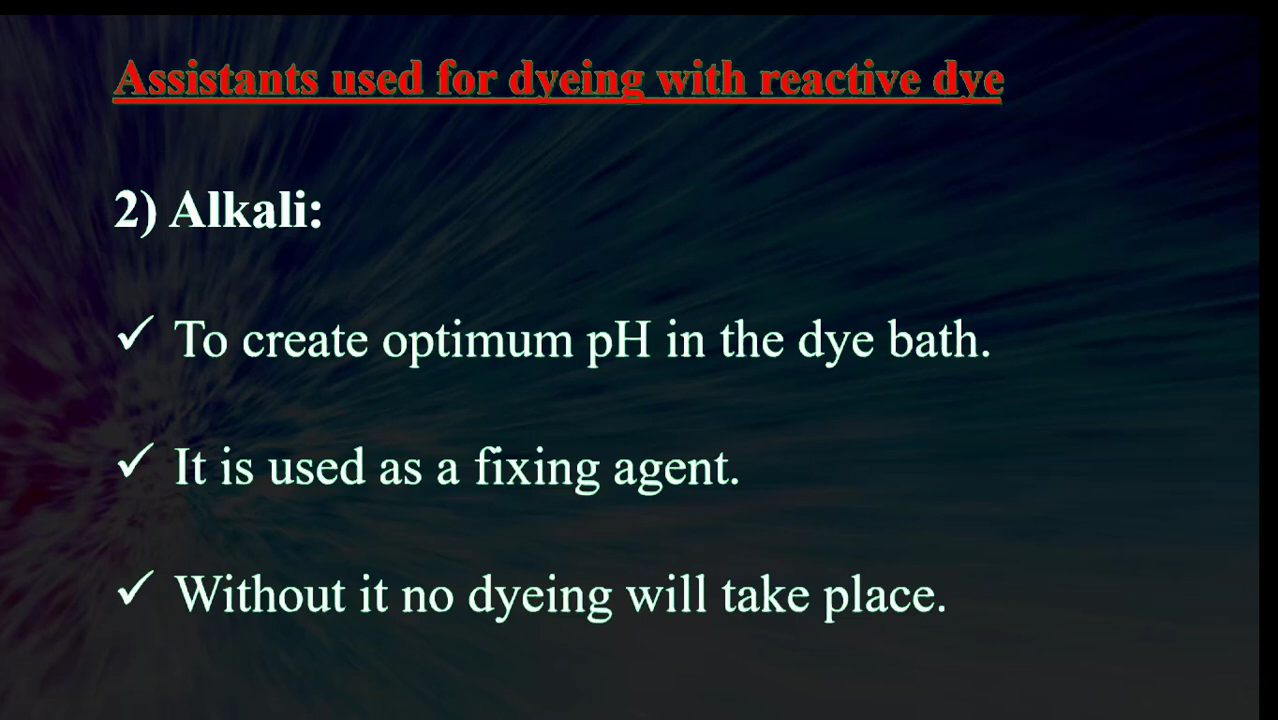 Assistants used for dyeing with reactive dye
2) Alkali:
✓ To create optimum pH in the dye bath.
✓ It is used as a fixing agent.
✓ Without it no dyeing will take place.